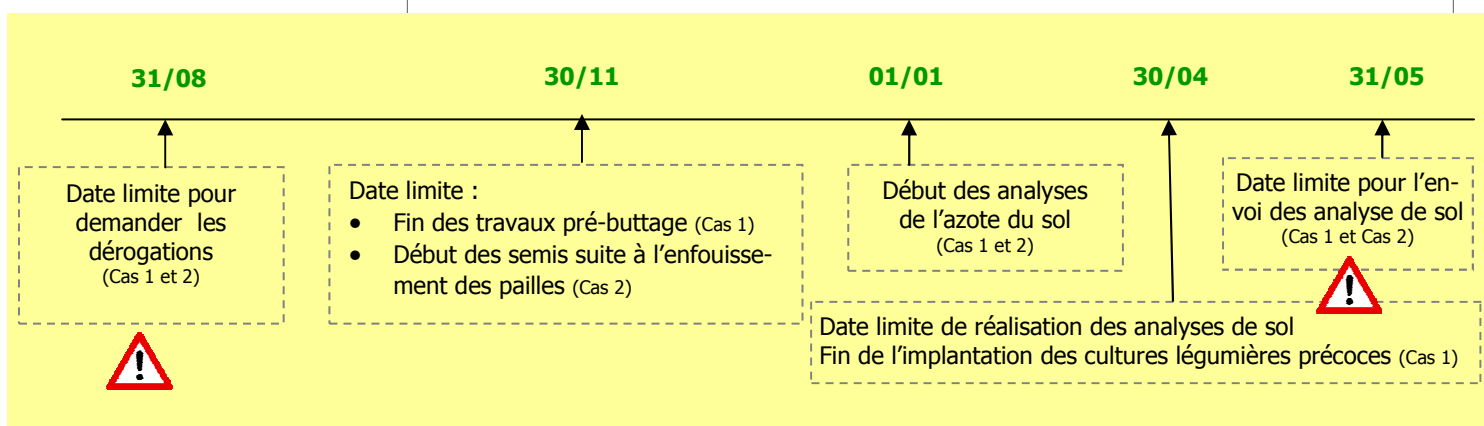 31/08
30/11
01/01
30/04
31/05
Date limite pour
demander les
dérogations
(Cas 1 et 2)
Date limite :
• Fin des travaux pré-buttage (Cas 1)
• Début des semis suite à l’enfouisse-
ment des pailles (Cas 2)
Début des analyses
de l’azote du sol
(Cas 1 et 2)
Date limite pour l’en-
voi des analyse de sol
(Cas 1 et Cas 2)
Date limite de réalisation des analyses de sol
Fin de l’implantation des cultures légumières précoces (Cas 1)